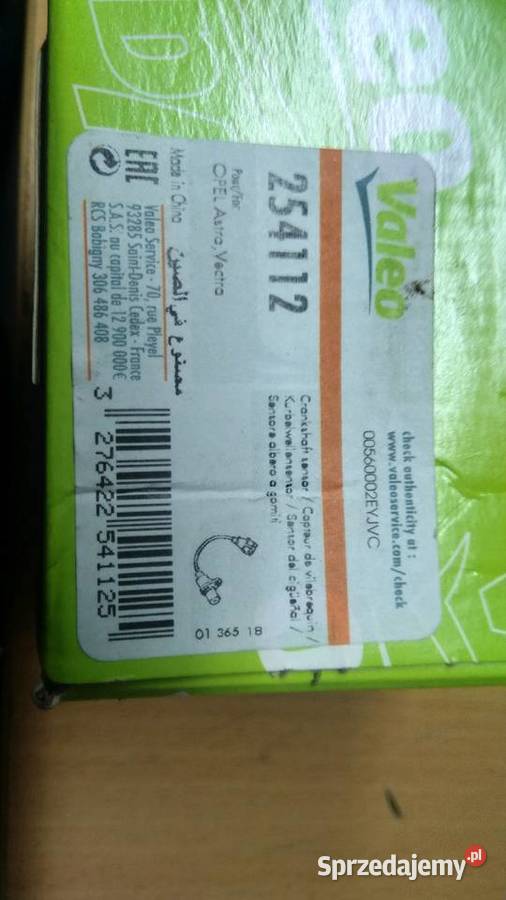 Valeo
check authenticity at :
www.valeoservice.com/check
00560002EYJVC
254112
Crankshaft sensor / Capteur de vilebrequin /
Kurbelwellensensor / Sensor del cigüeñal /
Sensore albero a gomiti
Pour/For
OPEL Astra, Vectra
01 365 18
Made in China
مصنوع في الصين
EAC
Valeo Service - 70, rue Pleyel
93285 Saint-Denis Cedex - France
S.A.S. au capital de 12 900 000 €
RCS Bobigny 306 486 408
3 276422 541125
Sprzedajemy.pl